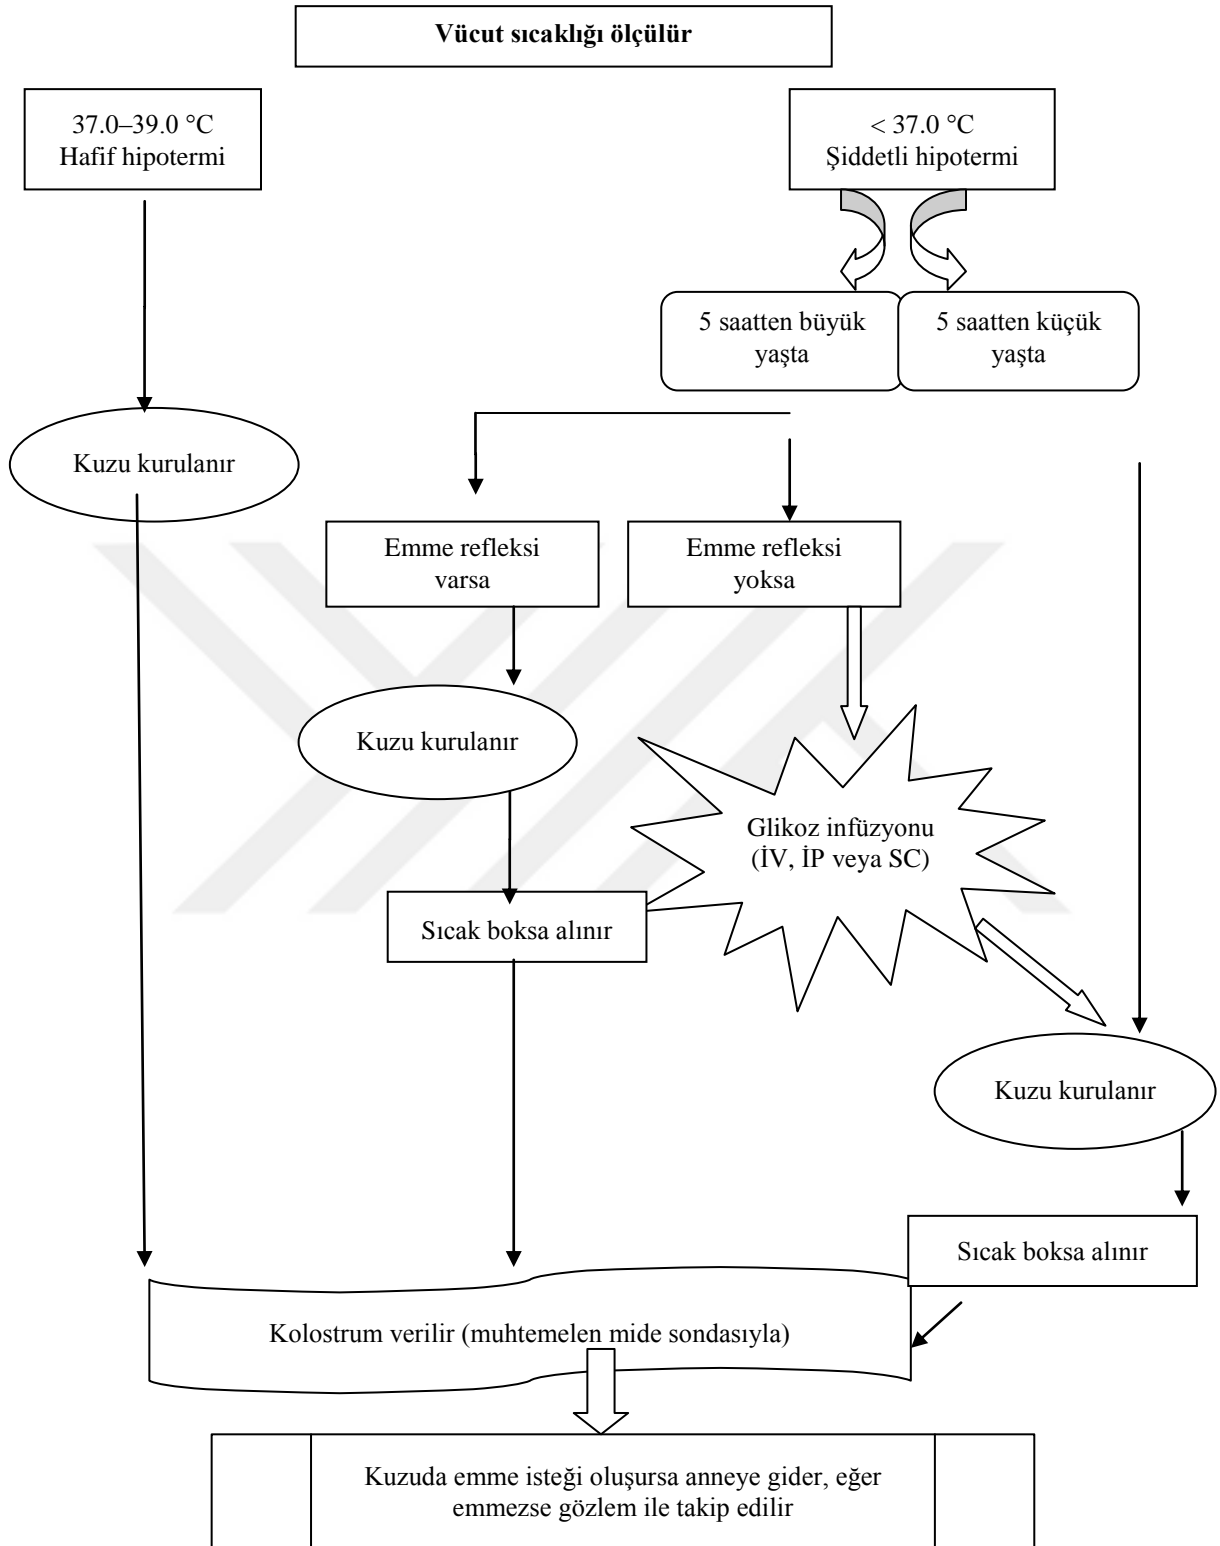 Vücut sıcaklığı ölçülür
37.0–39.0 °C
Hafif hipotermi
< 37.0 °C
Şiddetli hipotermi
5 saatten büyük
yaşta
5 saatten küçük
yaşta
Kuzu kurulanır
Emme refleksi
varsa
Emme refleksi
yoksa
Kuzu kurulanır
Glikoz infüzyonu
(İV, İP veya SC)
Sıcak boksa alınır
Kuzu kurulanır
Sıcak boksa alınır
Kolostrum verilir (muhtemelen mide sondasıyla)
Kuzuda emme isteği oluşursa anneye gider, eğer
emmezse gözlem ile takip edilir